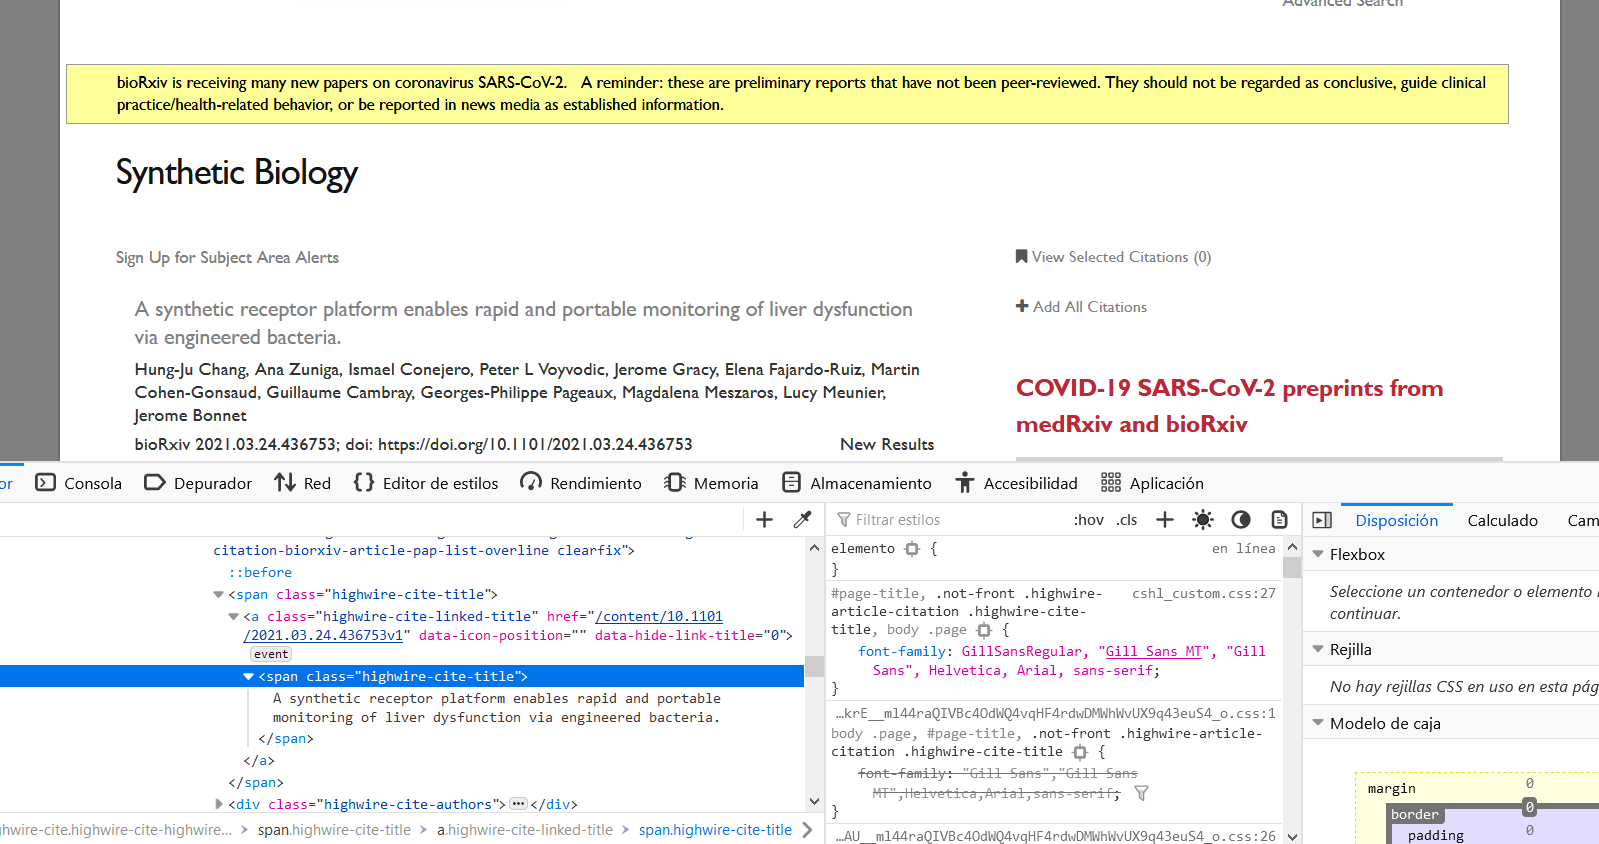 Advanced Search
bioRxiv is receiving many new papers on coronavirus SARS-CoV-2.   A reminder: these are preliminary reports that have not been peer-reviewed. They should not be regarded as conclusive, guide clinical
practice/health-related behavior, or be reported in news media as established information.
Synthetic Biology
Sign Up for Subject Area Alerts
View Selected Citations (0)
A synthetic receptor platform enables rapid and portable monitoring of liver dysfunction
via engineered bacteria.
Add All Citations
Hung-Ju Chang, Ana Zuniga, Ismael Conejero, Peter L Voyvodic, Jerome Gracy, Elena Fajardo-Ruiz, Martin
Cohen-Gonsaud, Guillaume Cambray, Georges-Philippe Pageaux, Magdalena Meszaros, Lucy Meunier,
Jerome Bonnet
COVID-19 SARS-CoV-2 preprints from
medRxiv and bioRxiv
bioRxiv 2021.03.24.436753; doi: https://doi.org/10.1101/2021.03.24.436753
New Results
or Consola Depurador Red Editor de estilos Rendimiento Memoria Almacenamiento Accesibilidad Aplicación
citation-biorxiv-article-pap-list-overline clearfix">
::before
<span class="highwire-cite-title">
<a class="highwire-cite-linked-title" href="/content/10.1101
/2021.03.24.436753v1" data-icon-position="" data-hide-link-title="0">
event
<span class="highwire-cite-title">
A synthetic receptor platform enables rapid and portable
monitoring of liver dysfunction via engineered bacteria.
</span>
</a>
</span>
<div class="highwire-cite-authors">···</div>
ghwire-cite.highwire-cite-highwire... span.highwire-cite-title a.highwire-cite-linked-title span.highwire-cite-title
Filtrar estilos :hov .cls
elemento { en línea
}
#page-title, .not-front .highwire- cshl_custom.css:27
article-citation .highwire-cite-
title, body .page {
font-family: GillSansRegular, "Gill Sans MT", "Gill
Sans", Helvetica, Arial, sans-serif;
}
…krE__ml44raQIVBc4OdWQ4vqHF4rdwDMWhWvUX9q43euS4_o.css:1
body .page, #page-title, .not-front .highwire-article-
citation .highwire-cite-title {
font-family: "Gill Sans","Gill Sans
MT",Helvetica,Arial,sans-serif;
}
…AU__ml44raQIVBc4OdWQ4vqHF4rdwDMWhWvUX9q43euS4_o.css:26
Disposición Calculado Cam
Flexbox
Seleccione un contenedor o elemento
continuar.
Rejilla
No hay rejillas CSS en uso en esta pág
Modelo de caja
margin 0
border 0
padding 0